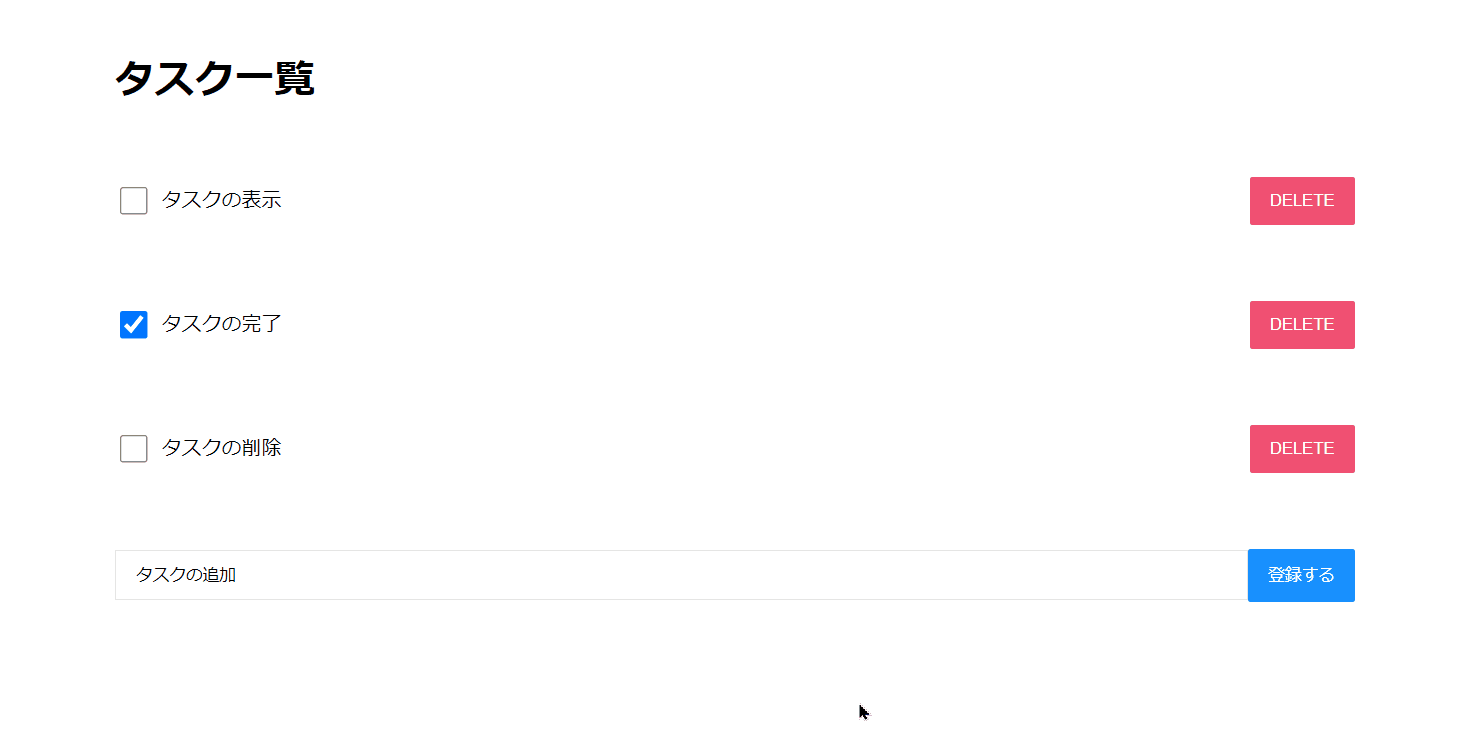 タスク一覧
タスクの表示 DELETE
タスクの完了 DELETE
タスクの削除 DELETE
タスクの追加 登録する